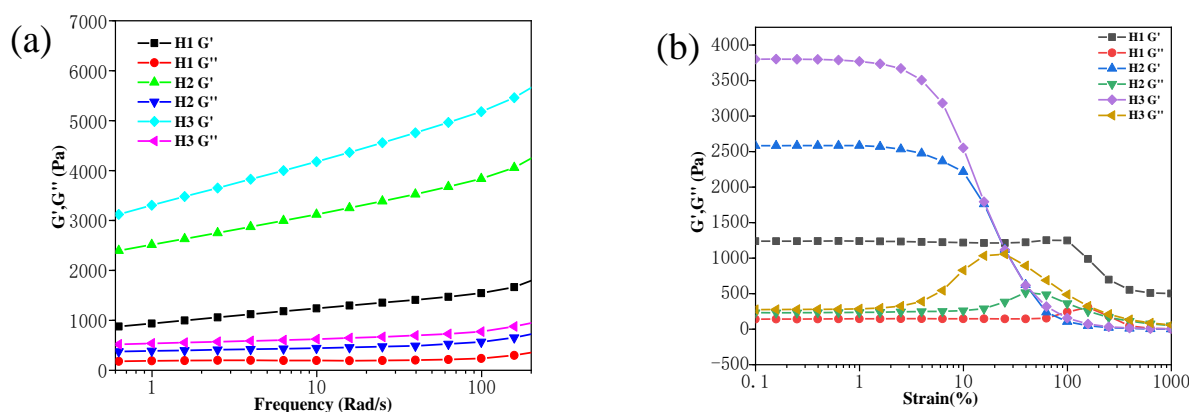 (a)
7000
6000
5000
4000
3000
2000
1000
0
G',G'' (Pa)
H1 G'
H1 G''
H2 G'
H2 G''
H3 G'
H3 G''
1
10
100
Frequency (Rad/s)
(b)
4000
3500
3000
2500
2000
1500
1000
500
0
−500
G',G'' (Pa)
H1 G'
H1 G''
H2 G'
H2 G''
H3 G'
H3 G''
0.1
1
10
100
1000
Strain(%)